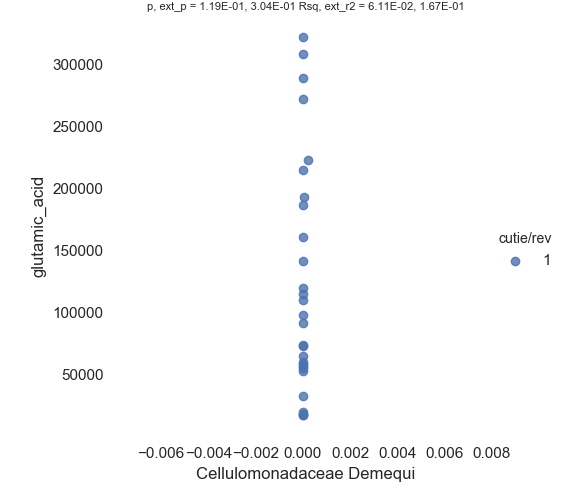 p, ext_p = 1.19E-01, 3.04E-01 Rsq, ext_r2 = 6.11E-02, 1.67E-01
300000
250000
200000
150000
100000
50000
glutamic_acid
cutie/rev
1
−0.006 −0.004 −0.002 0.000 0.002 0.004 0.006 0.008
Cellulomonadaceae Demequi